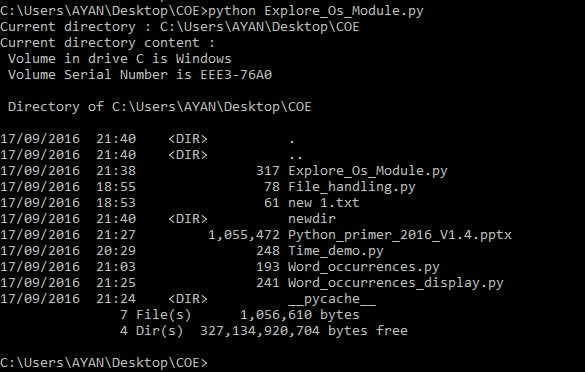 C:\Users\AYAN\Desktop\COE>python Explore_Os_Module.py
Current directory : C:\Users\AYAN\Desktop\COE
Current directory content :
 Volume in drive C is Windows
 Volume Serial Number is EEE3-76A0
 Directory of C:\Users\AYAN\Desktop\COE
17/09/2016  21:40    <DIR>          .
17/09/2016  21:40    <DIR>          ..
17/09/2016  21:38               317 Explore_Os_Module.py
17/09/2016  18:55                78 File_handling.py
17/09/2016  18:53                61 new 1.txt
17/09/2016  21:40    <DIR>          newdir
17/09/2016  21:27         1,055,472 Python_primer_2016_V1.4.pptx
17/09/2016  20:29               248 Time_demo.py
17/09/2016  21:03               193 Word_occurrences.py
17/09/2016  21:25               241 Word_occurrences_display.py
17/09/2016  21:24    <DIR>          __pycache__
               7 File(s)      1,056,610 bytes
               4 Dir(s)  327,134,920,704 bytes free
C:\Users\AYAN\Desktop\COE>